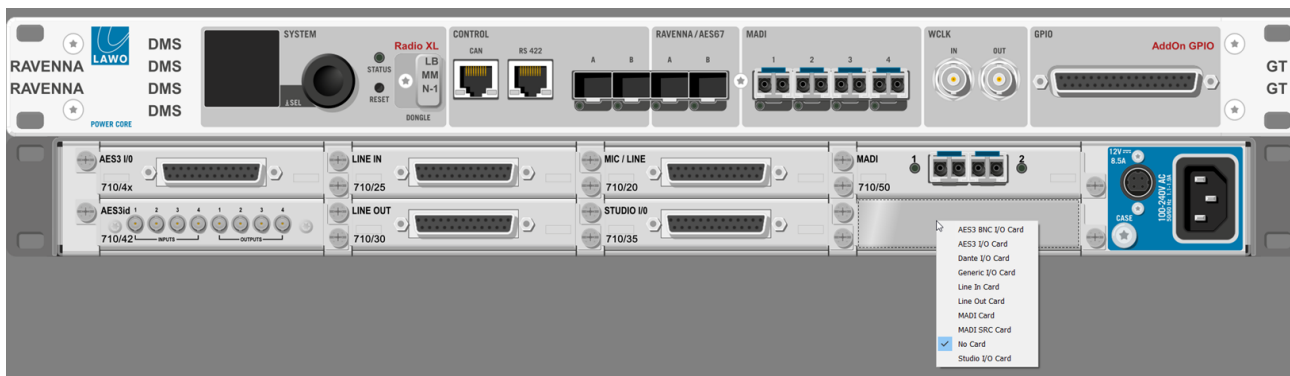 SYSTEM
CONTROL
RAVENNA / AES67
MADI
WCLK
GPIO
LAWO
DMS
RAVENNA DMS
RAVENNA DMS
DMS
POWER CORE
Radio XL
STATUS
RESET
SEL
LB
MM
N-1
DONGLE
CAN
RS 422
A B A B
1 2 3 4
IN OUT
AddOn GPIO
GT
GT
AES3 I/0
710/4x
LINE IN
710/25
MIC / LINE
710/20
MADI
1 2
710/50
12V
8.5A
100-240V AC
CASE
AES3id
1 2 3 4 1 2 3 4
710/42
INPUTS OUTPUTS
LINE OUT
710/30
STUDIO I/0
710/35
AES3 BNC I/O Card
AES3 I/O Card
Dante I/O Card
Generic I/O Card
Line In Card
Line Out Card
MADI Card
MADI SRC Card
No Card
Studio I/O Card